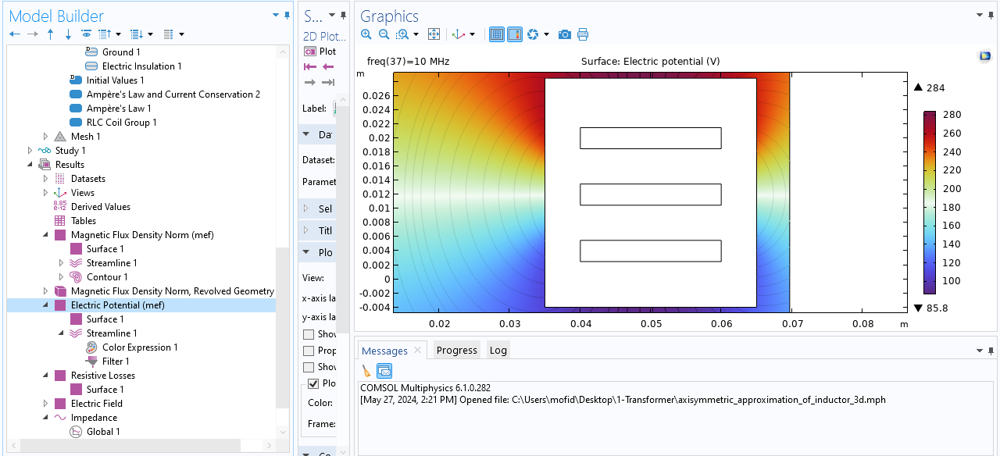 Model Builder
Ground 1
Electric Insulation 1
Initial Values 1
Ampère's Law and Current Conservation 2
Ampère's Law 1
RLC Coil Group 1
Mesh 1
Study 1
Results
Datasets
Views
8.85
e-12
Derived Values
Tables
Magnetic Flux Density Norm (mef)
Surface 1
Streamline 1
Contour 1
Magnetic Flux Density Norm, Revolved Geometry
Electric Potential (mef)
Surface 1
Streamline 1
Color Expression 1
Filter 1
Resistive Losses
Surface 1
Electric Field
Impedance
Global 1
S...
2D Plot...
Plot
Label:
Dat
Dataset:
Paramet
Sel
Titl
Plo
View:
x-axis la
y-axis la
Shov
Prop
Shov
Plo
Color:
Frame:
Co
Graphics
freq(37)=10 MHz
Surface: Electric potential (V)
m
0.026
0.024
0.022
0.02
0.018
0.016
0.014
0.012
0.01
0.008
0.006
0.004
0.002
0
-0.002
-0.004
0.02 0.03 0.04 0.05 0.06 0.07 0.08 m
▲ 284
280
260
240
220
200
180
160
140
120
100
▼ 85.8
Messages Progress Log
COMSOL Multiphysics 6.1.0.282
[May 27, 2024, 2:21 PM] Opened file: C:\Users\mofid\Desktop\1-Transformer\axisymmetric_approximation_of_inductor_3d.mph